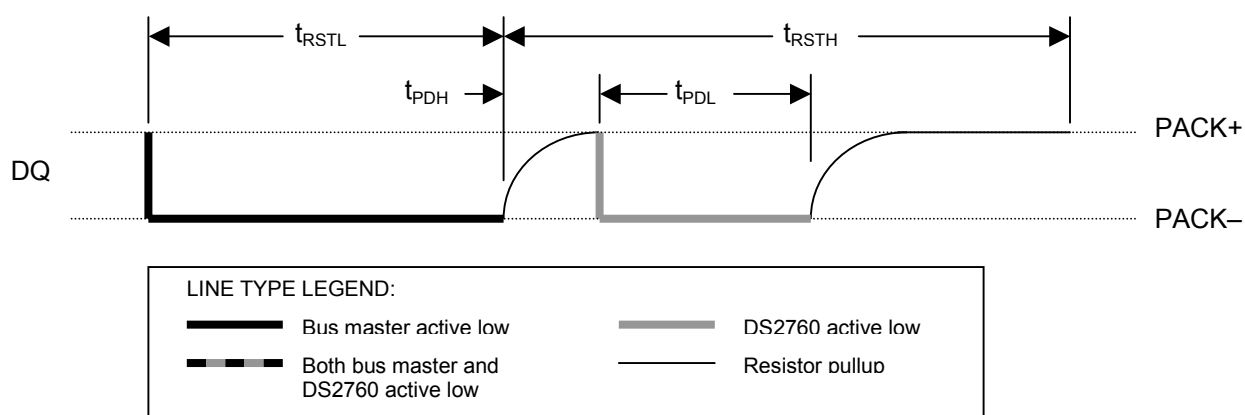 tRSTL
tRSTH
tPDH
tPDL
PACK+
DQ
PACK–
LINE TYPE LEGEND:
Bus master active low
DS2760 active low
Both bus master and
DS2760 active low
Resistor pullup